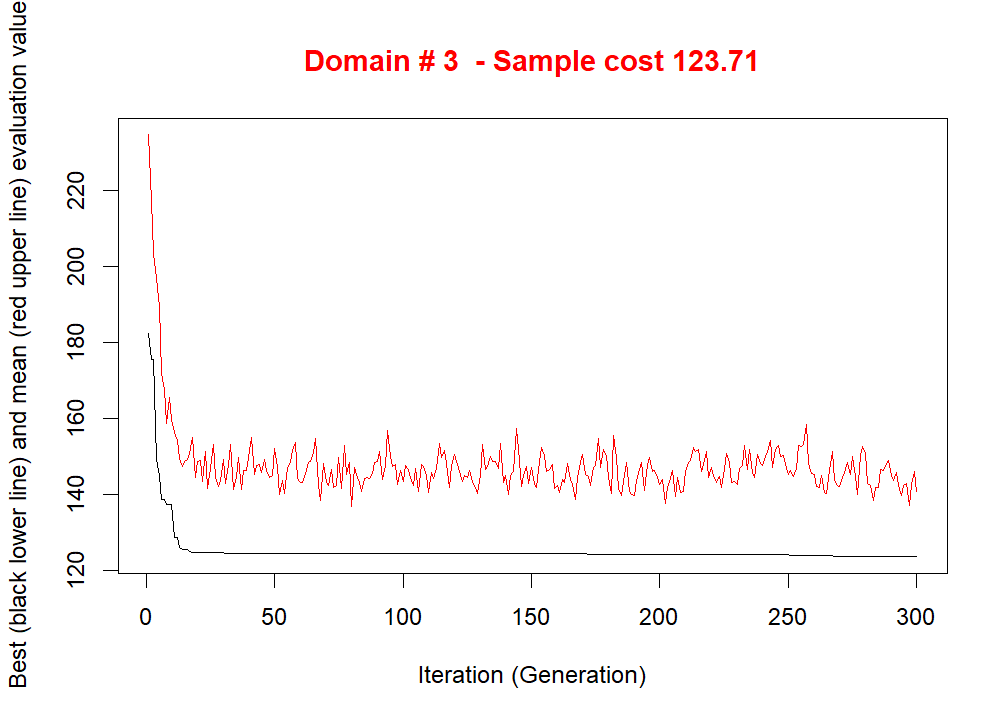 Domain # 3  - Sample cost 123.71
Best (black lower line) and mean (red upper line) evaluation value
220
200
180
160
140
120
0 50 100 150 200 250 300
Iteration (Generation)